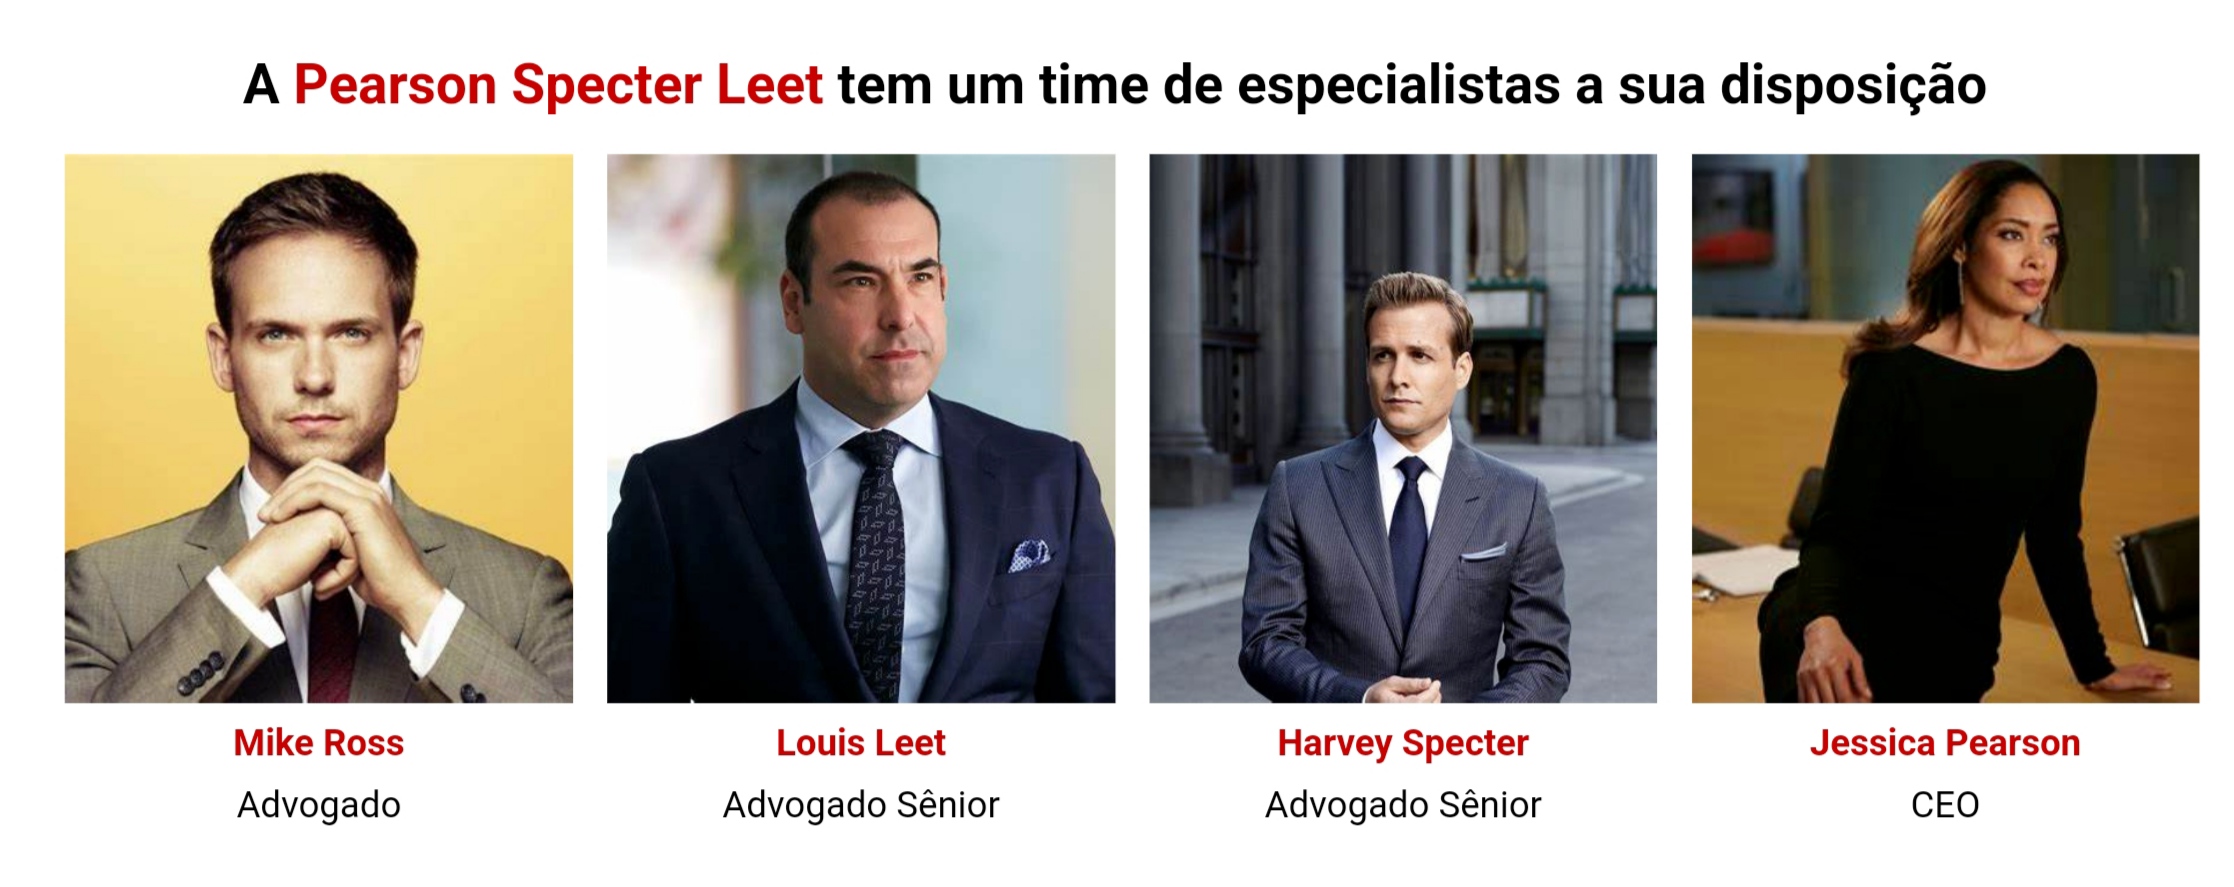 A Pearson Specter Leet tem um time de especialistas a sua disposição
Mike Ross
Advogado
Louis Leet
Advogado Sênior
Harvey Specter
Advogado Sênior
Jessica Pearson
CEO